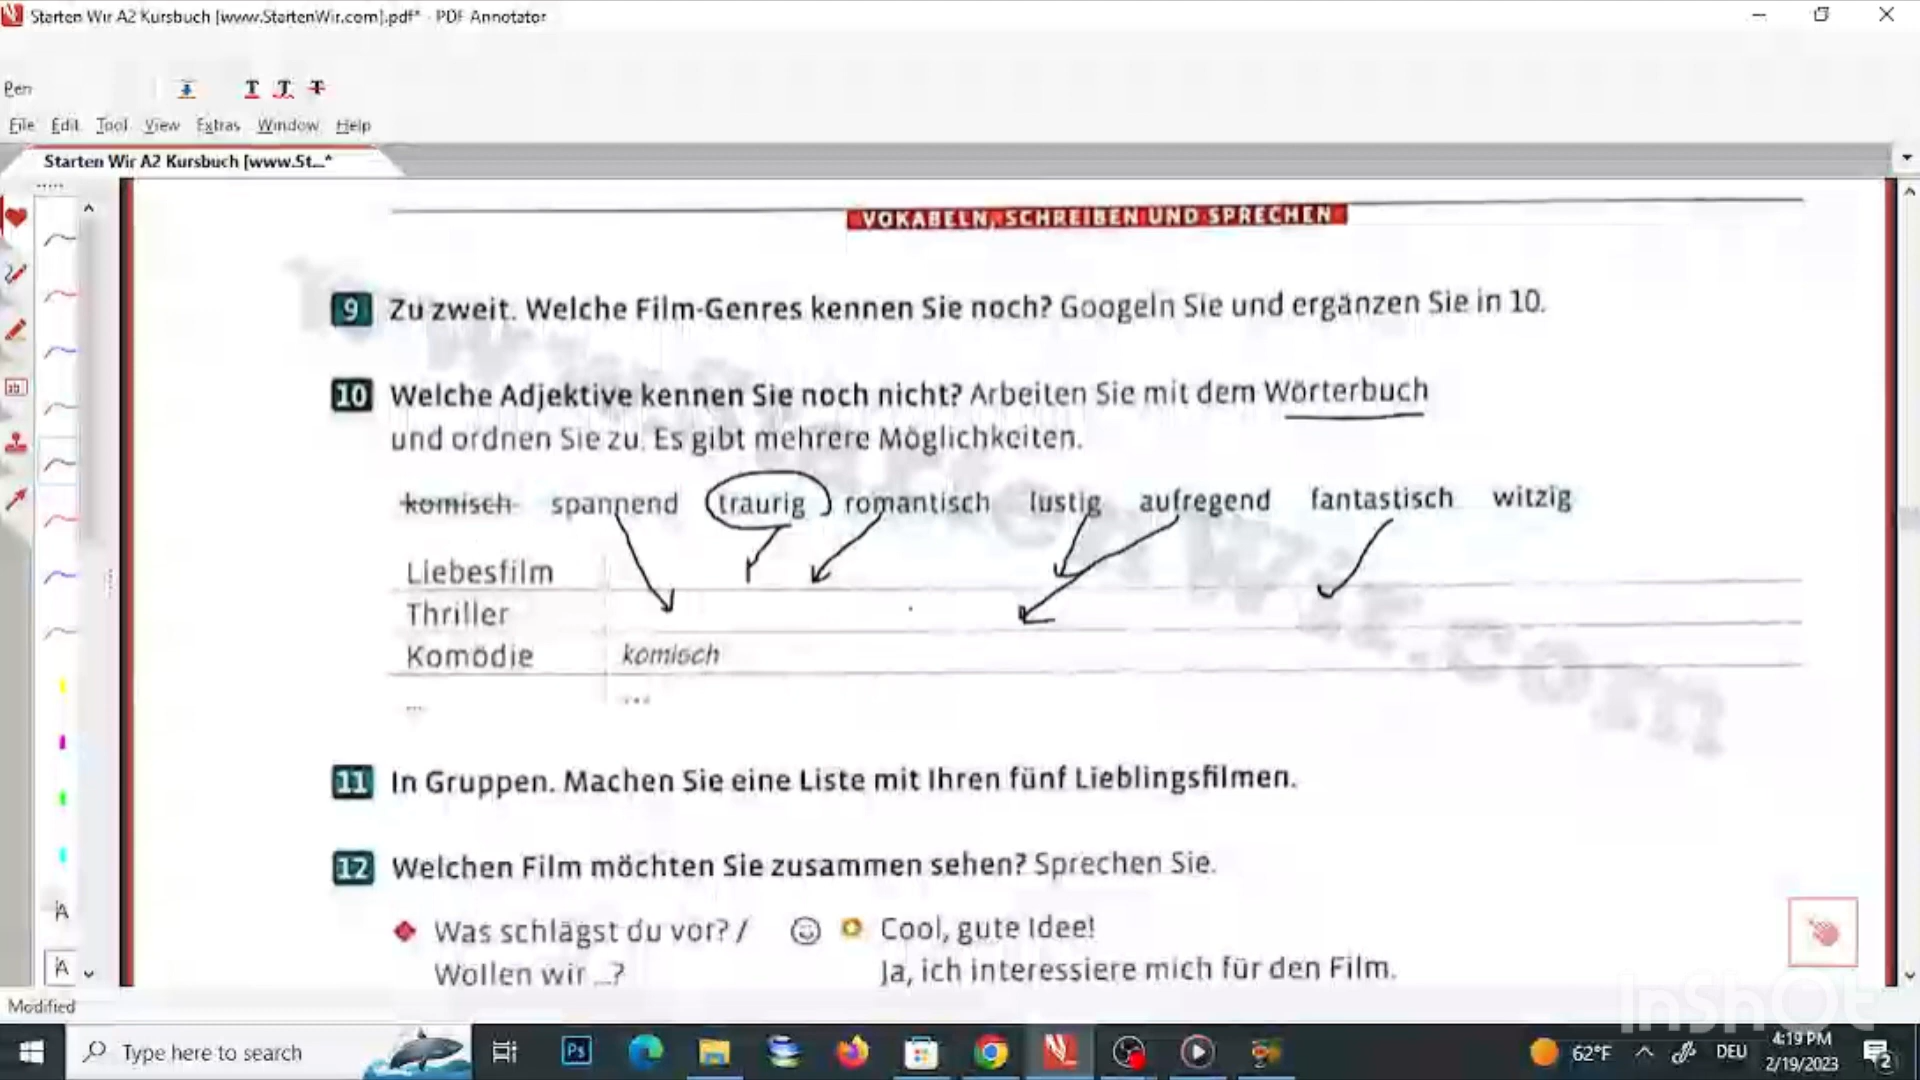 Starten Wir A2 Kursbuch [www.StartenWir.com].pdf* - PDF Annotator
Pen
File Edit Tool View Extras Window Help
Starten Wir A2 Kursbuch [www.St...*
VOKABELN, SCHREIBEN UND SPRECHEN
9 Zu zweit. Welche Film-Genres kennen Sie noch? Googeln Sie und ergänzen Sie in 10.
10 Welche Adjektive kennen Sie noch nicht? Arbeiten Sie mit dem Wörterbuch
und ordnen Sie zu. Es gibt mehrere Möglichkeiten.
komisch spannend traurig romantisch lustig aufregend fantastisch witzig
Liebesfilm
Thriller
Komödie komisch
... ...
11 In Gruppen. Machen Sie eine Liste mit Ihren fünf Lieblingsfilmen.
12 Welchen Film möchten Sie zusammen sehen? Sprechen Sie.
Was schlägst du vor? / Cool, gute Idee!
Wollen wir ...? Ja, ich interessiere mich für den Film.
InShOt
Modified
Type here to search
Ps
62°F
DEU
4:19 PM
2/19/2023
2